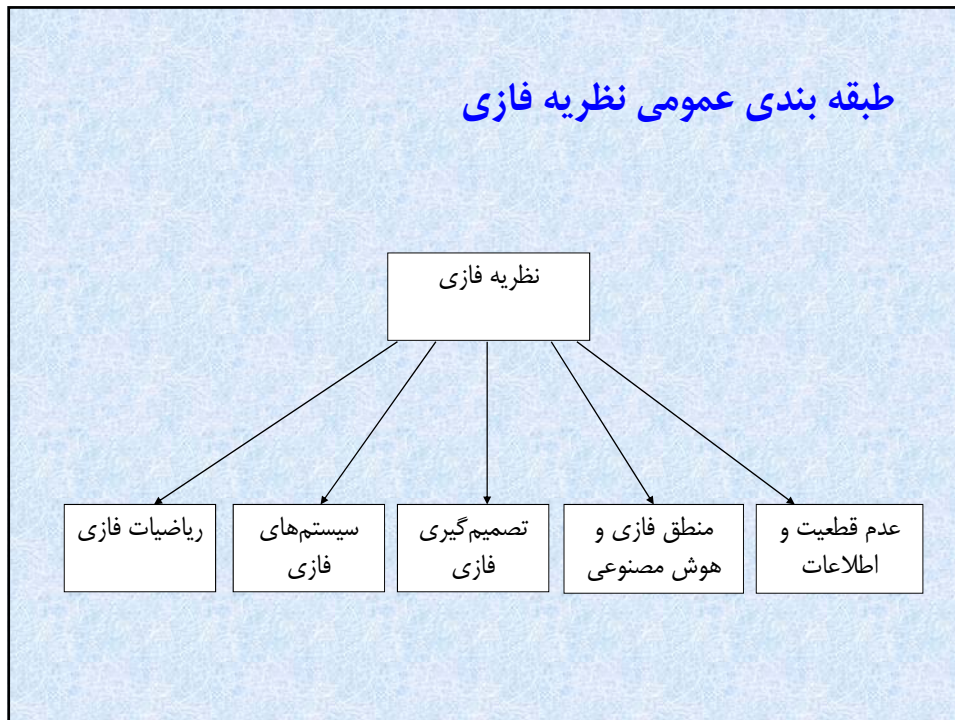 طبقه بندی عمومی نظریه فازی
نظریه فازی
عدم قطعیت و
اطلاعات
منطق فازی و
هوش مصنوعی
تصمیم‌گیری
فازی
سیستم‌های
فازی
ریاضیات فازی